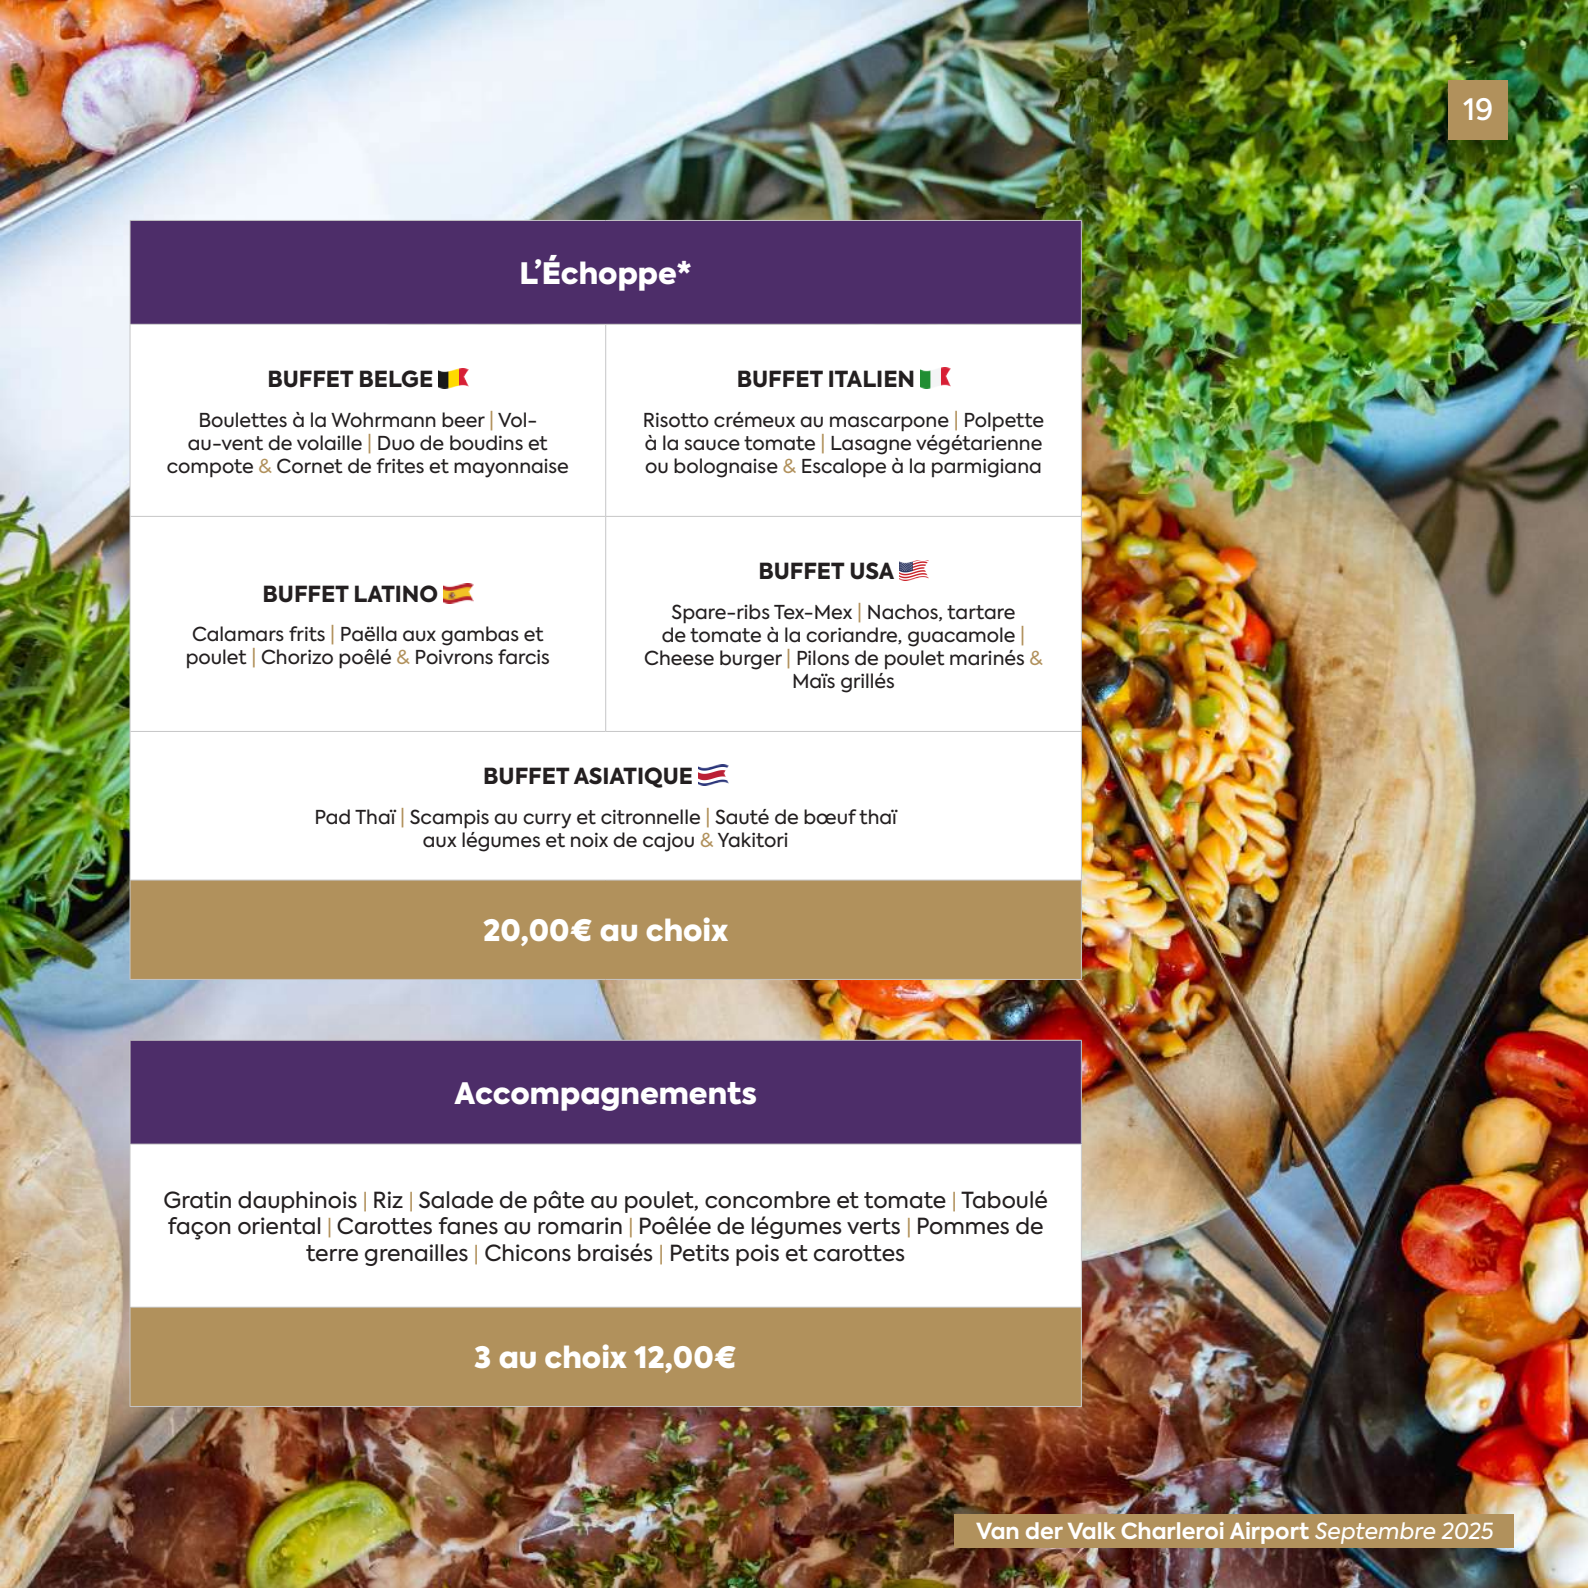 19
L'Échoppe*
BUFFET BELGE
Boulettes à la Wohrmann beer | Vol-
au-vent de volaille | Duo de boudins et
compote & Cornet de frites et mayonnaise
BUFFET ITALIEN
Risotto crémeux au mascarpone | Polpette
à la sauce tomate | Lasagne végétarienne
ou bolognaise & Escalope à la parmigiana
BUFFET LATINO
Calamars frits | Paëlla aux gambas et
poulet | Chorizo poêlé & Poivrons farcis
BUFFET USA
Spare-ribs Tex-Mex | Nachos, tartare
de tomate à la coriandre, guacamole |
Cheese burger | Pilons de poulet marinés &
Maïs grillés
BUFFET ASIATIQUE
Pad Thaï | Scampis au curry et citronnelle | Sauté de bœuf thaï
aux légumes et noix de cajou & Yakitori
20,00€ au choix
Accompagnements
Gratin dauphinois | Riz | Salade de pâte au poulet, concombre et tomate | Taboulé
façon oriental | Carottes fanes au romarin | Poêlée de légumes verts | Pommes de
terre grenailles | Chicons braisés | Petits pois et carottes
3 au choix 12,00€
Van der Valk Charleroi Airport Septembre 2025